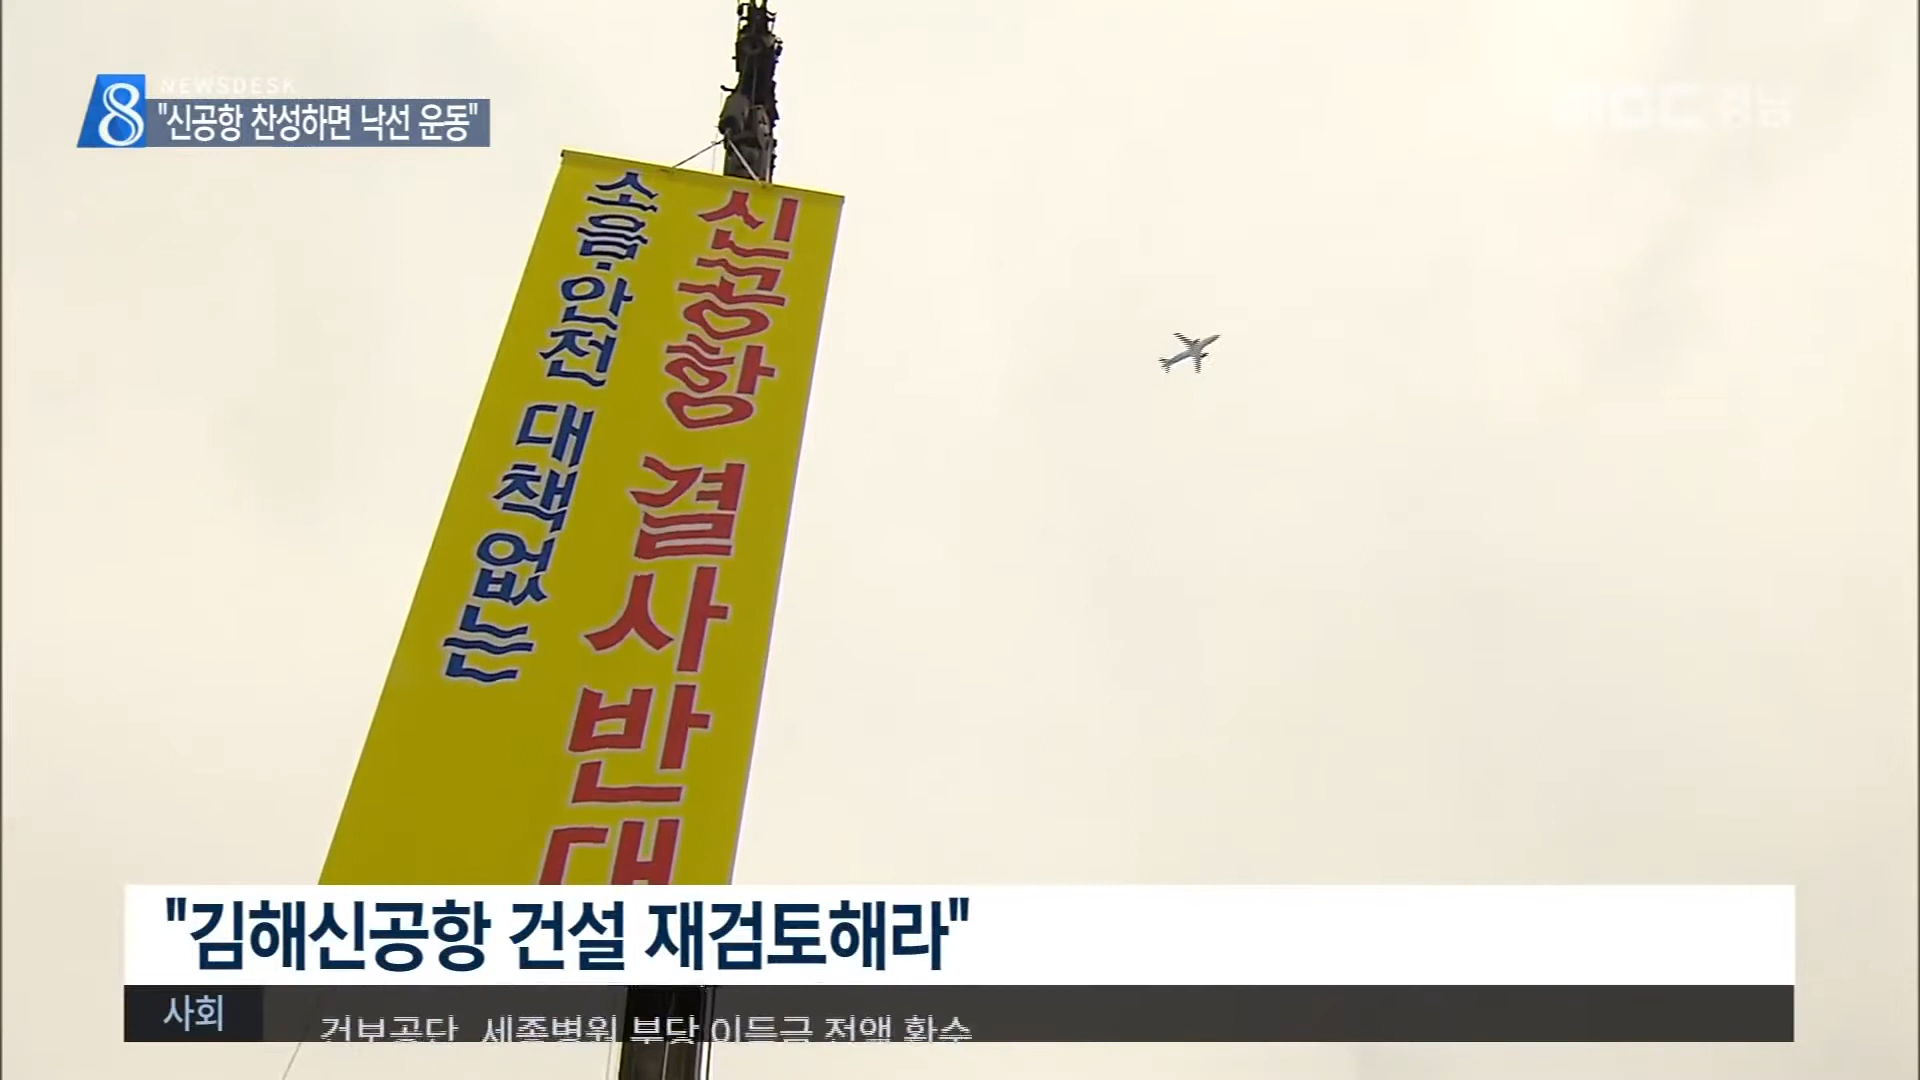 NEWSDESK
8 "신공항 찬성하면 낙선 운동"
MBC 경남
소음·안전 대책 없는
신공항 결사반대
"김해신공항 건설 재검토해라"
사회
건보공단, 세종병원 부당 이득금 전액 환수